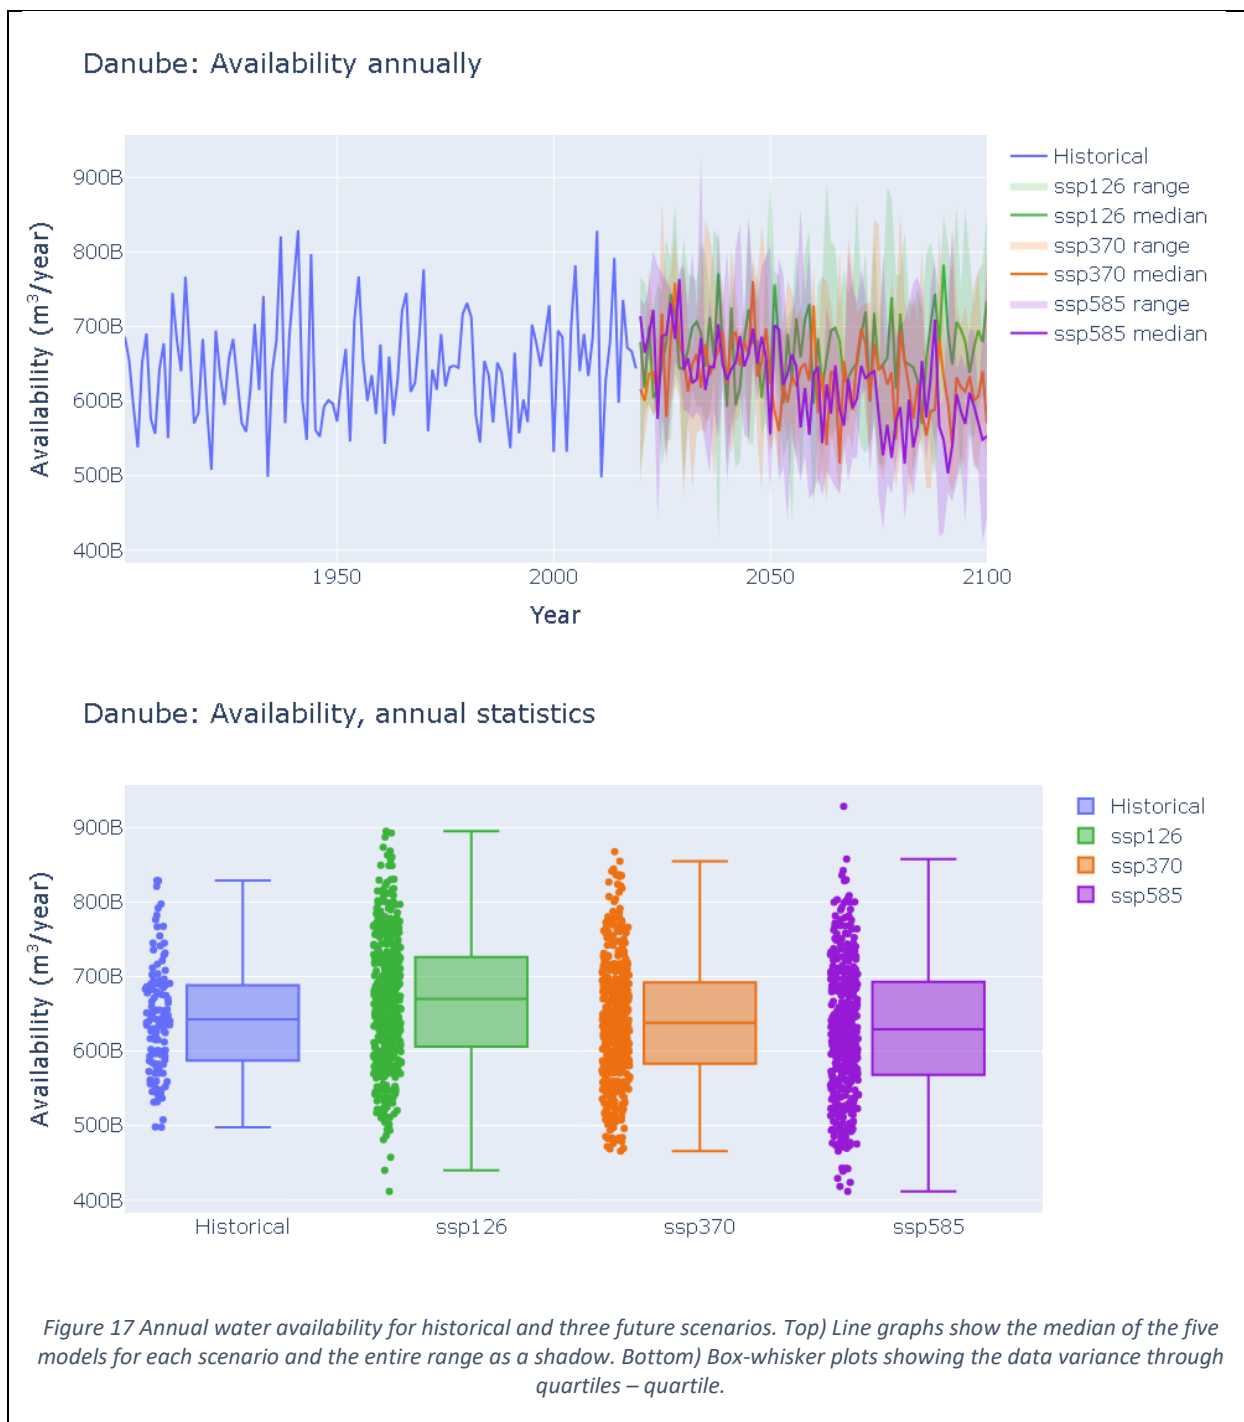 Danube: Availability annually
Availability (m³/year)
900B
800B
700B
600B
500B
400B
1950
2000
2050
2100
Year
Historical
ssp126 range
ssp126 median
ssp370 range
ssp370 median
ssp585 range
ssp585 median
Danube: Availability, annual statistics
Availability (m³/year)
900B
800B
700B
600B
500B
400B
Historical
ssp126
ssp370
ssp585
Historical
ssp126
ssp370
ssp585
Figure 17 Annual water availability for historical and three future scenarios. Top) Line graphs show the median of the five
models for each scenario and the entire range as a shadow. Bottom) Box-whisker plots showing the data variance through
quartiles – quartile.